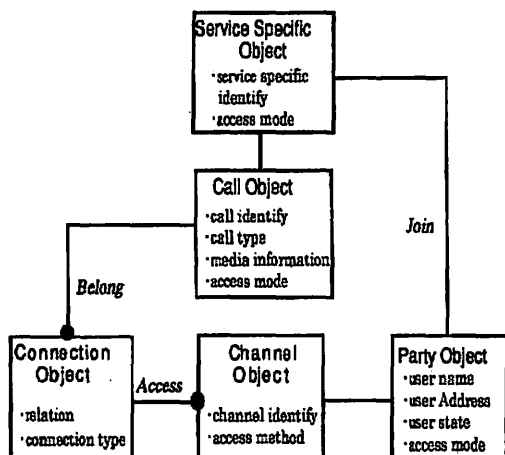 Service Specific
Object
・service specific
identify
・access mode
Call Object
・call identify
・call type
・media information
・access mode
Join
Belong
Connection
Object
・relation
・connection type
Access
Channel
Object
・channel identify
・access method
Party Object
・user name
・user Address
・user state
・access mode